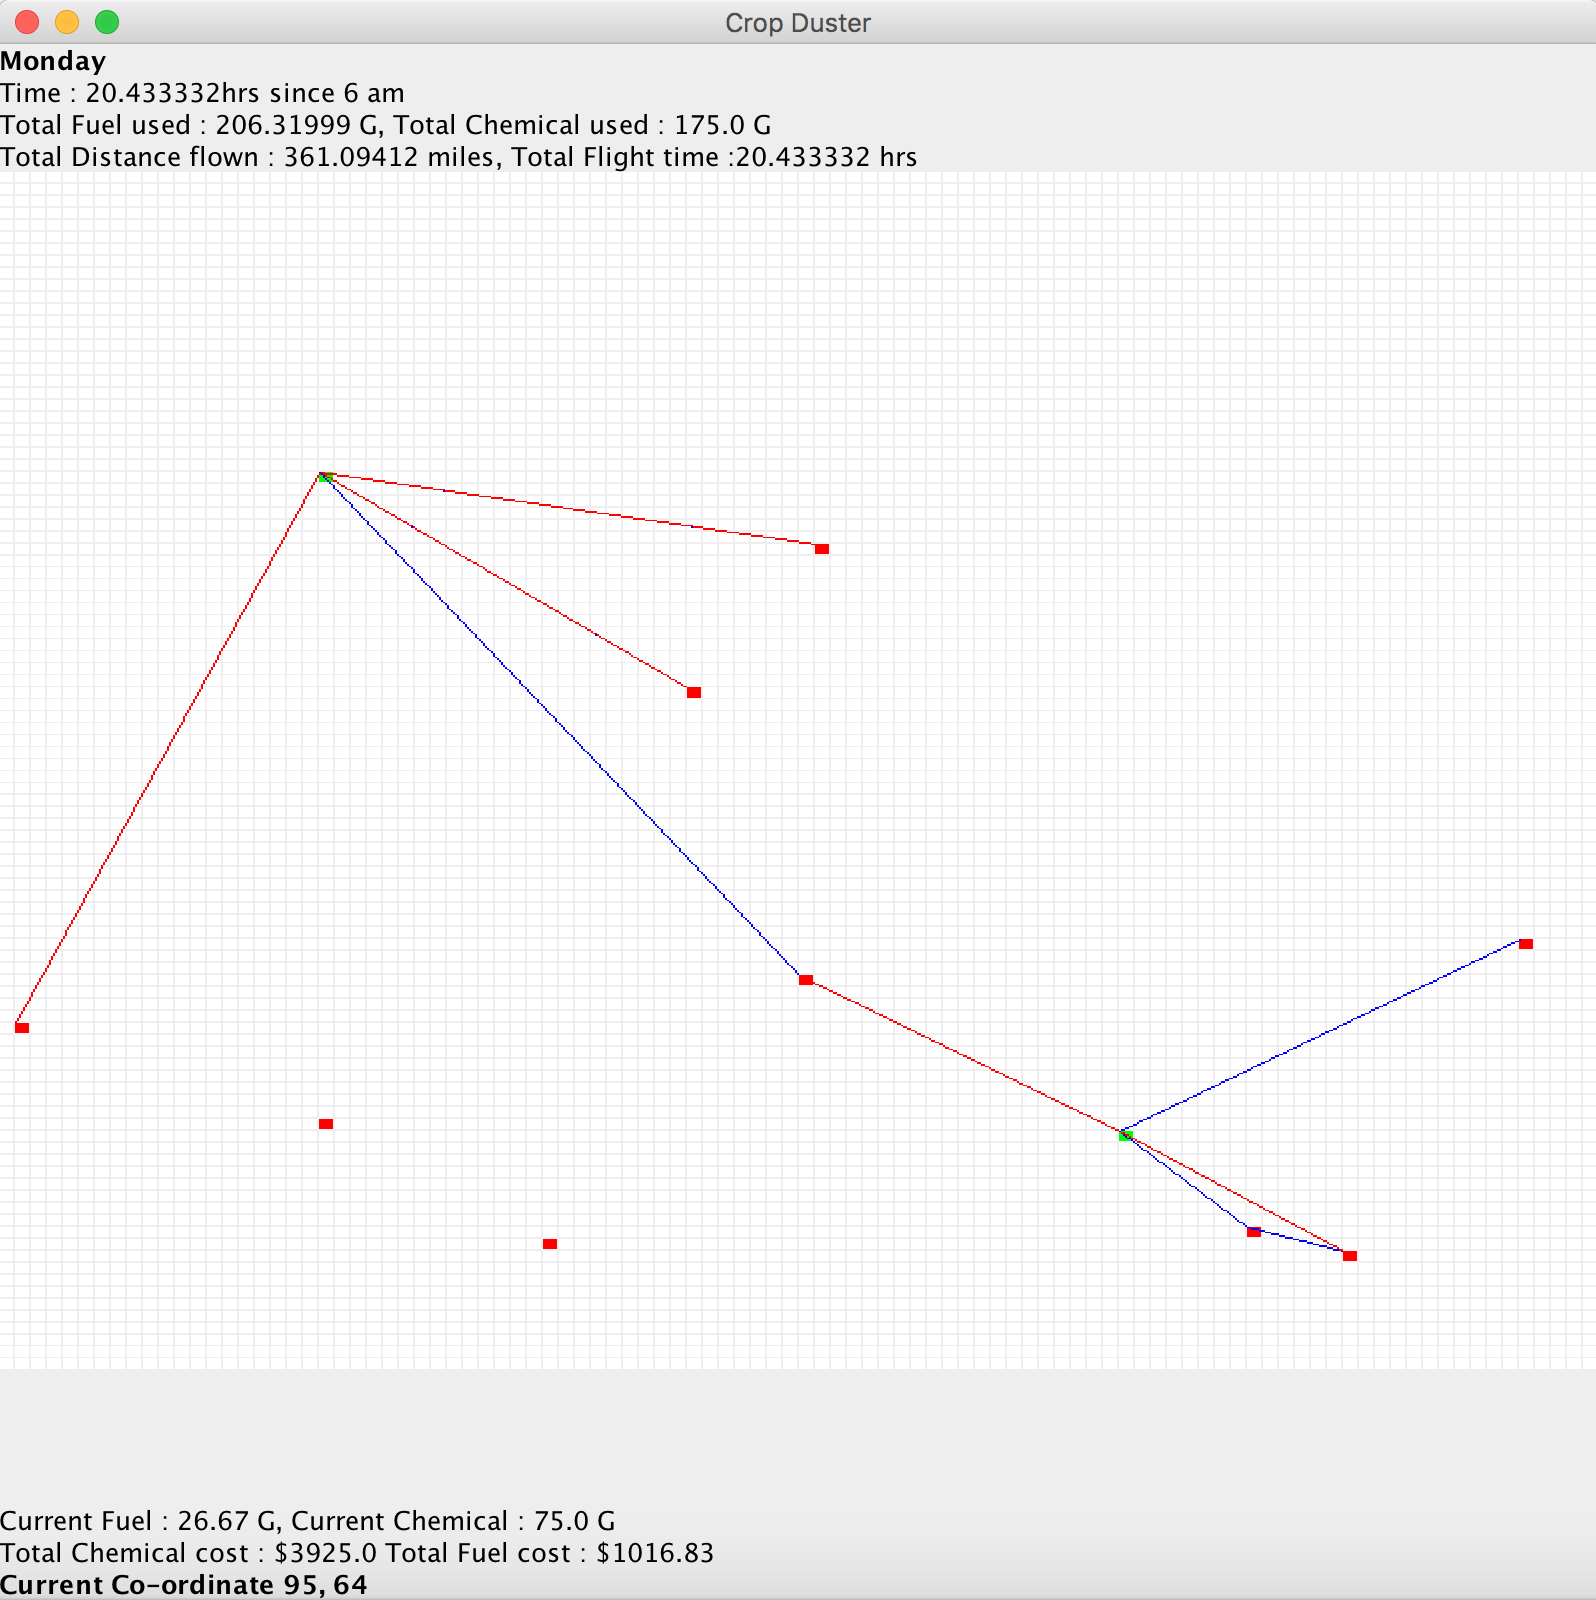 Crop Duster
Monday
Time : 20.433332hrs since 6 am
Total Fuel used : 206.31999 G, Total Chemical used : 175.0 G
Total Distance flown : 361.09412 miles, Total Flight time :20.433332 hrs
Current Fuel : 26.67 G, Current Chemical : 75.0 G
Total Chemical cost : $3925.0 Total Fuel cost : $1016.83
Current Co-ordinate 95, 64